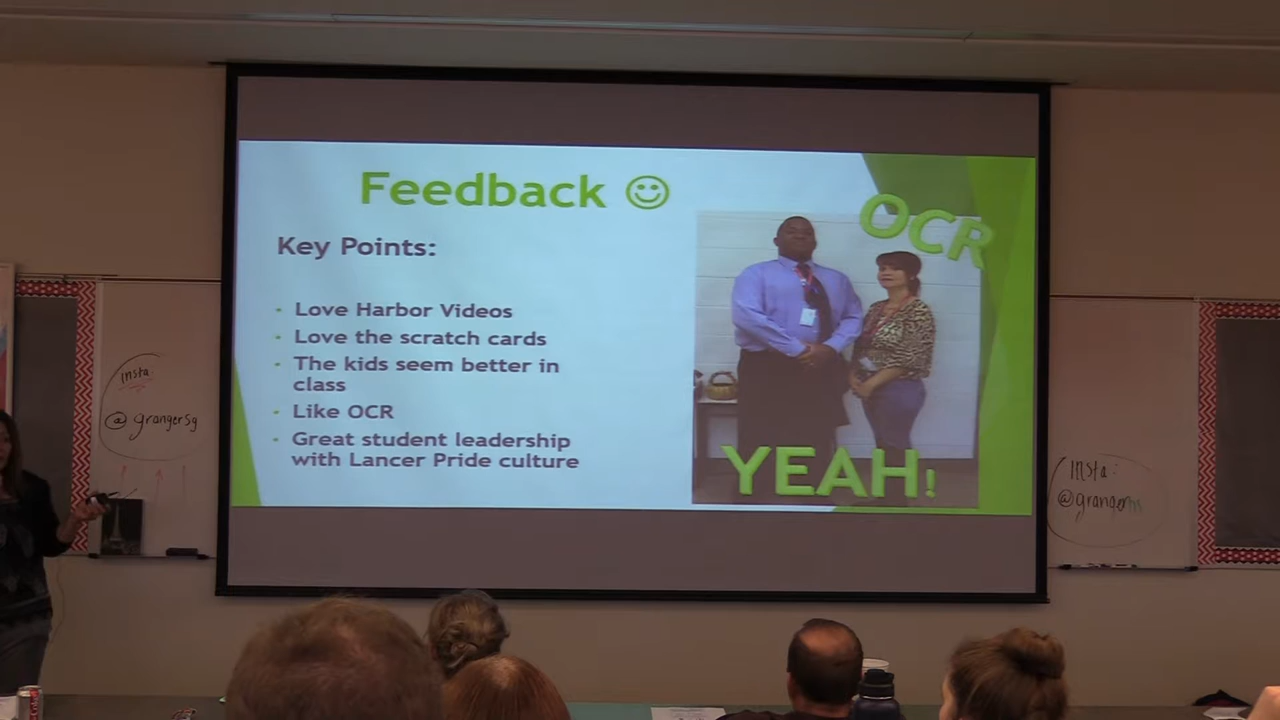 Feedback
OCR
Key Points:
Love Harbor Videos
Love the scratch cards
The kids seem better in
class
Like OCR
Great student leadership
with Lancer Pride culture
YEAH!
Insta
@grangersg
Insta: